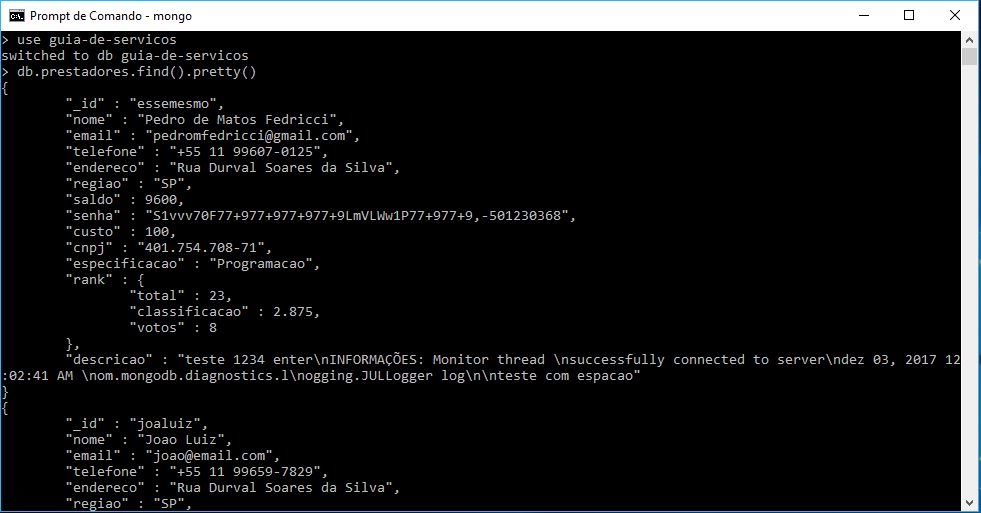 Prompt de Comando - mongo
> use guia-de-servicos
switched to db guia-de-servicos
> db.prestadores.find().pretty()
{
        "_id" : "essemesmo",
        "nome" : "Pedro de Matos Fedricci",
        "email" : "pedromfedricci@gmail.com",
        "telefone" : "+55 11 99607-0125",
        "endereco" : "Rua Durval Soares da Silva",
        "regiao" : "SP",
        "saldo" : 9600,
        "senha" : "S1vvv70F77+977+977+977+9LmVLWw1P77+977+9,-501230368",
        "custo" : 100,
        "cnpj" : "401.754.708-71",
        "especificacao" : "Programacao",
        "rank" : {
                "total" : 23,
                "classificacao" : 2.875,
                "votos" : 8
        },
        "descricao" : "teste 1234 enter\nINFORMAÇÕES: Monitor thread \nsuccessfully connected to server\ndez 03, 2017 12
:02:41 AM \nom.mongodb.diagnostics.l\nogging.JULLogger log\n\nteste com espacao"
}
{
        "_id" : "joaluiz",
        "nome" : "Joao Luiz",
        "email" : "joao@email.com",
        "telefone" : "+55 11 99659-7829",
        "endereco" : "Rua Durval Soares da Silva",
        "regiao" : "SP",